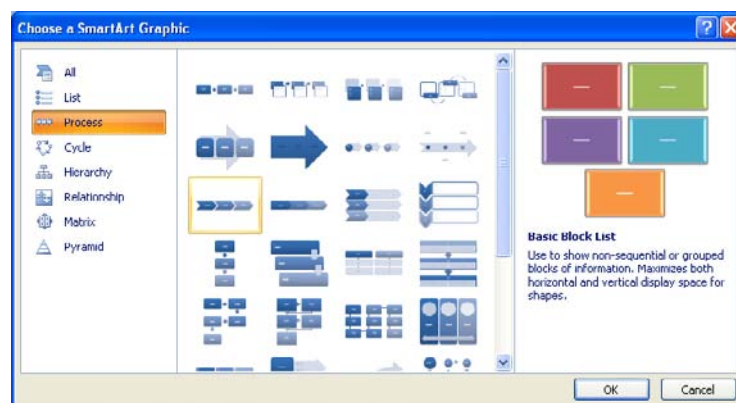 Choose a SmartArt Graphic
All
List
Process
Cycle
Hierarchy
Relationship
Matrix
Pyramid
Basic Block List
Use to show non-sequential or grouped
blocks of information. Maximizes both
horizontal and vertical display space for
shapes.
OK
Cancel